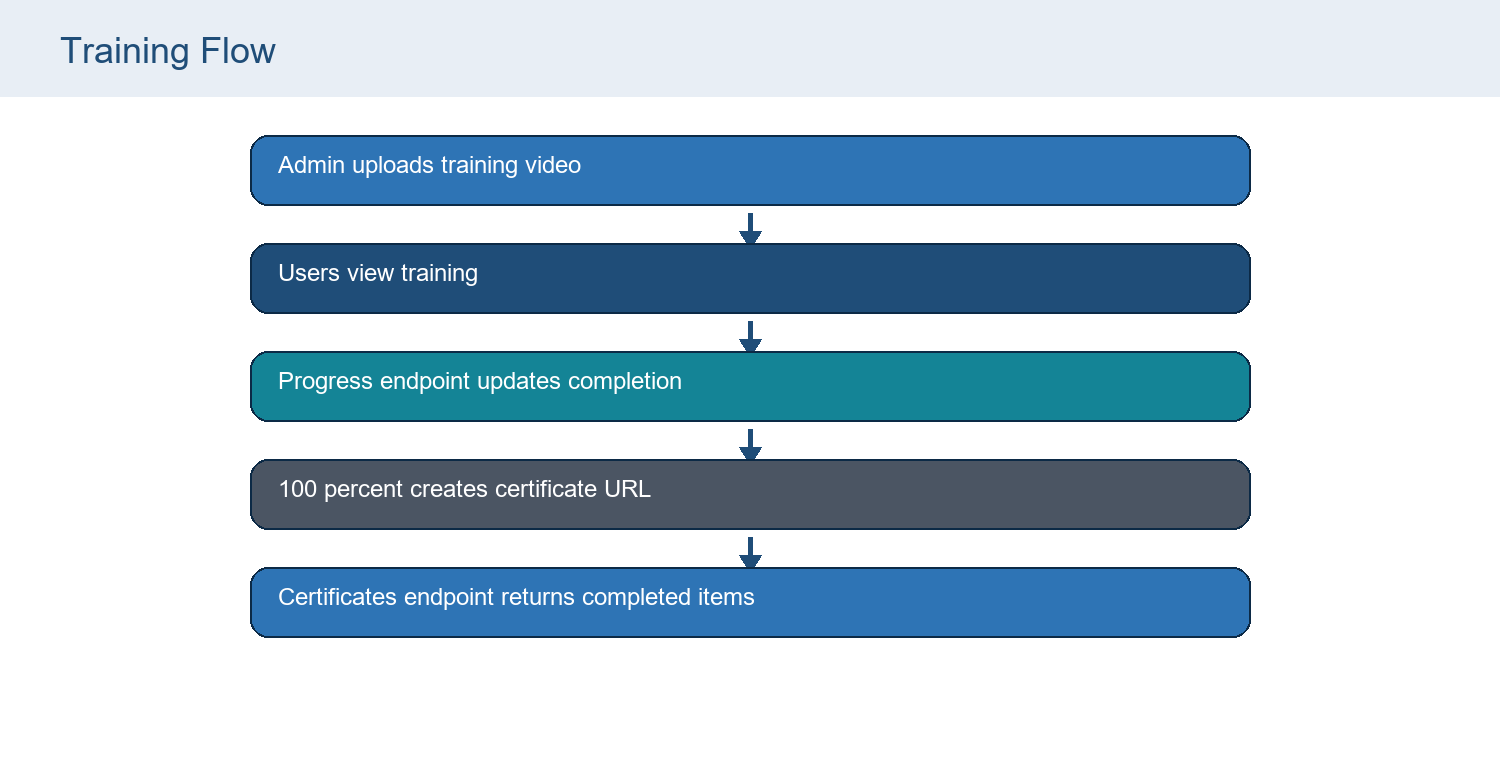 Training Flow
Admin uploads training video
Users view training
Progress endpoint updates completion
100 percent creates certificate URL
Certificates endpoint returns completed items